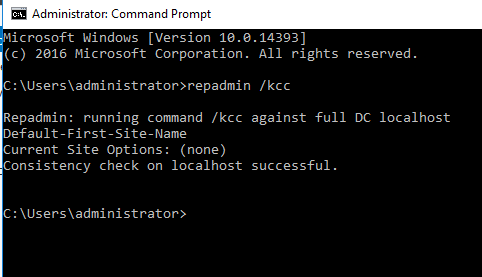 Administrator: Command Prompt
Microsoft Windows [Version 10.0.14393]
(c) 2016 Microsoft Corporation. All rights reserved.
C:\Users\administrator>repadmin /kcc
Repadmin: running command /kcc against full DC localhost
Default-First-Site-Name
Current Site Options: (none)
Consistency check on localhost successful.
C:\Users\administrator>